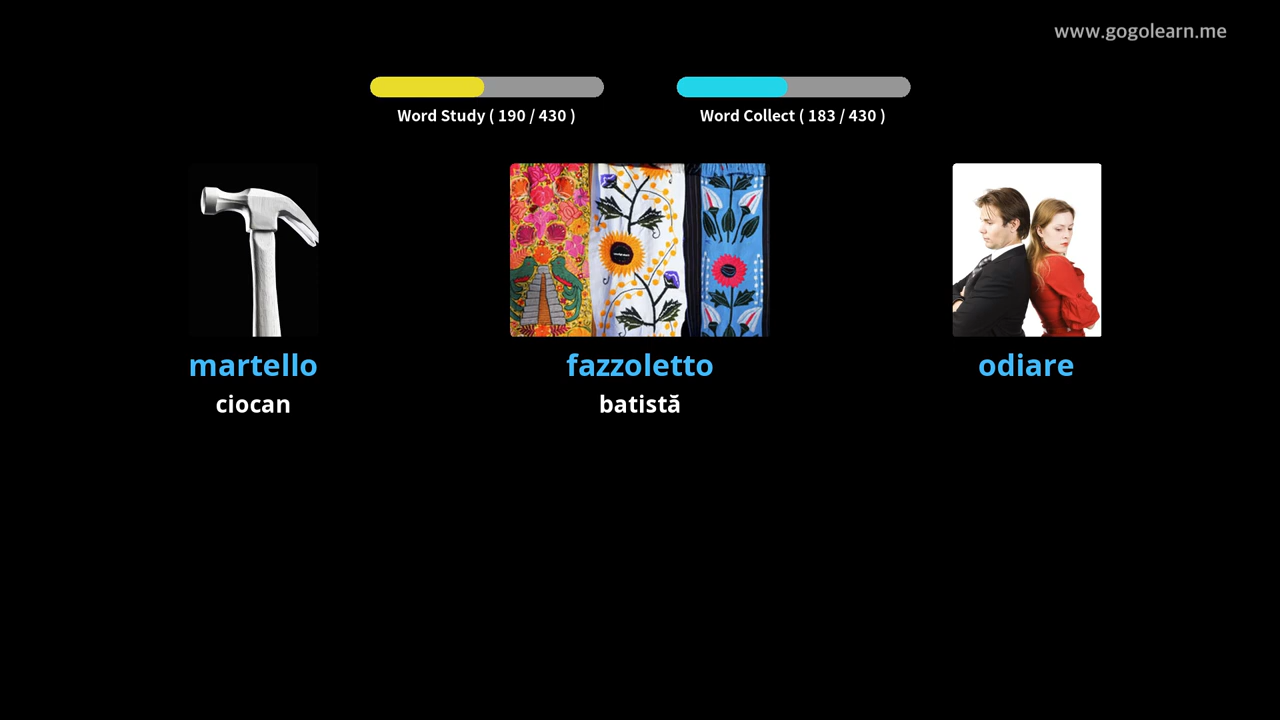 www.gogolearn.me
Word Study ( 190 / 430 )
Word Collect ( 183 / 430 )
martello
fazzoletto
odiare
ciocan
batistă